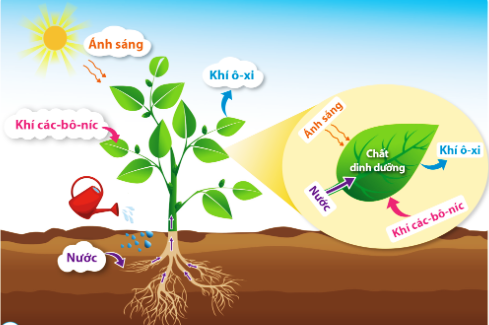 Ánh sáng
Khí ô-xi
Khí các-bô-níc
Nước
Ánh sáng
Chất
dinh dưỡng
Khí ô-xi
Nước
Khí các-bô-níc